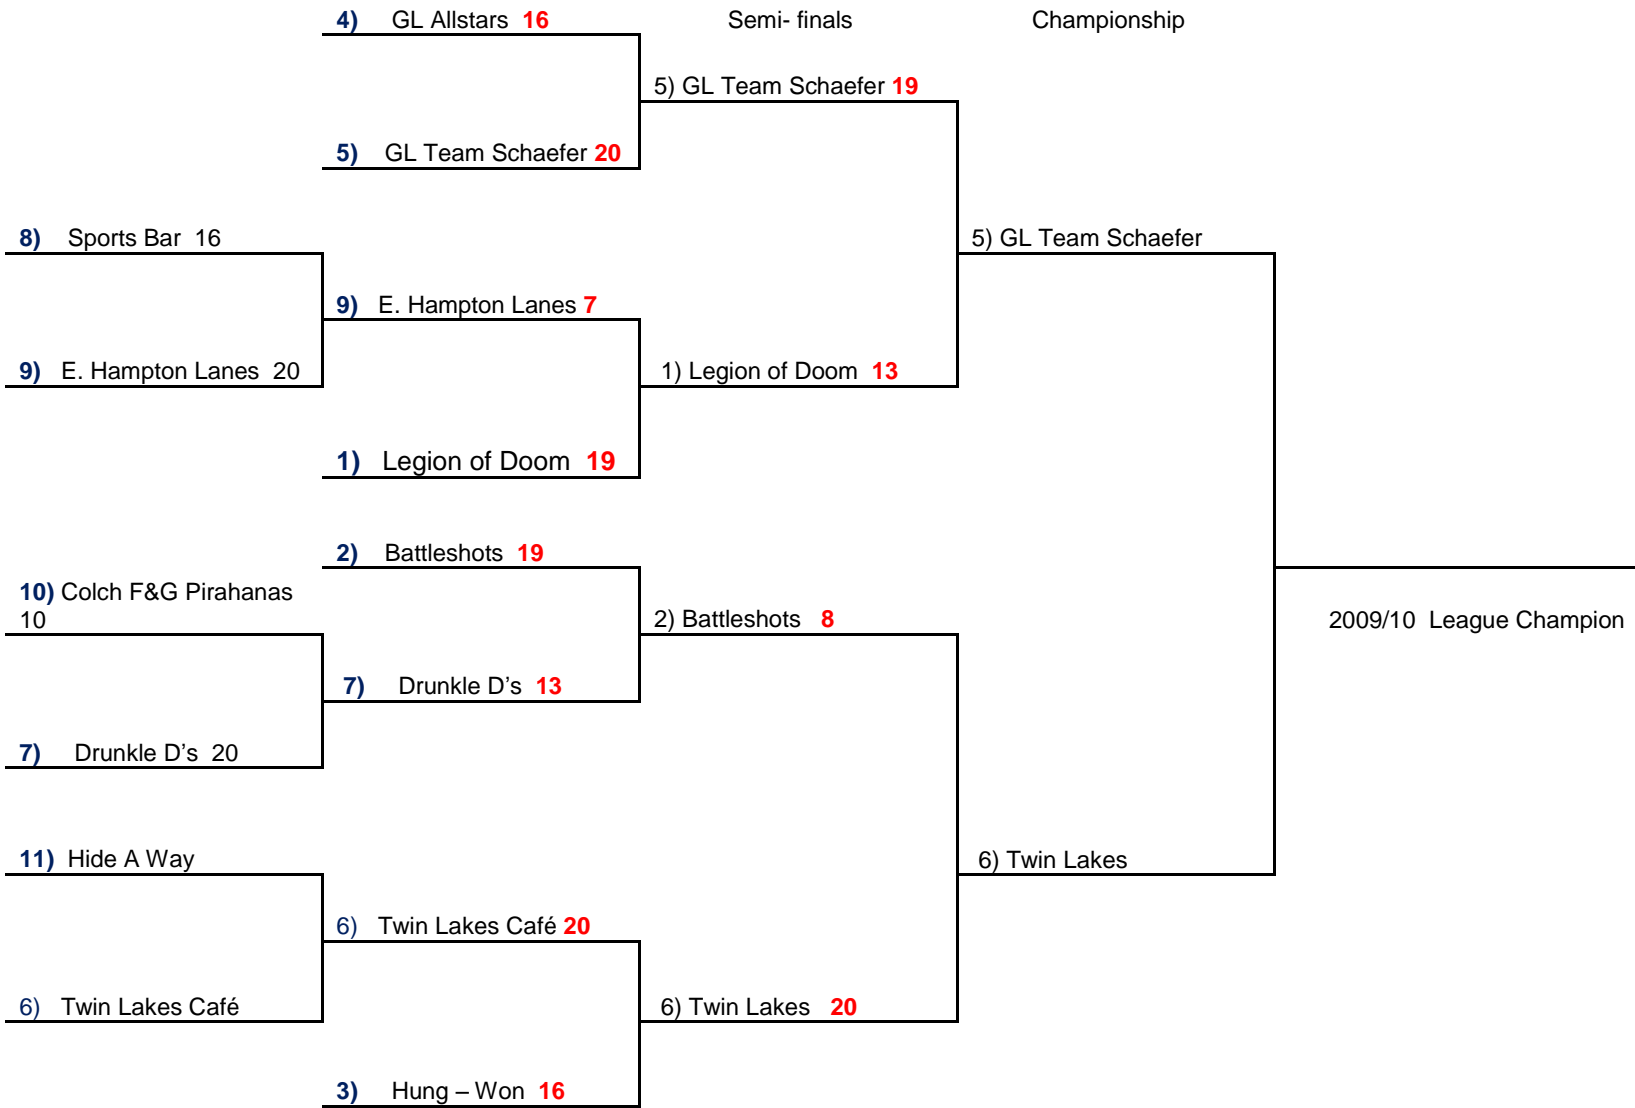 4) GL Allstars 16
Semi- finals
Championship
5) GL Team Schaefer 19
5) GL Team Schaefer 20
8) Sports Bar 16
5) GL Team Schaefer
9) E. Hampton Lanes 7
9) E. Hampton Lanes 20
1) Legion of Doom 13
1) Legion of Doom 19
2) Battleshots 19
10) Colch F&G Pirahanas
10
2) Battleshots 8
2009/10 League Champion
7) Drunkle D's 13
7) Drunkle D's 20
11) Hide A Way
6) Twin Lakes
6) Twin Lakes Café 20
6) Twin Lakes Café
6) Twin Lakes 20
3) Hung – Won 16